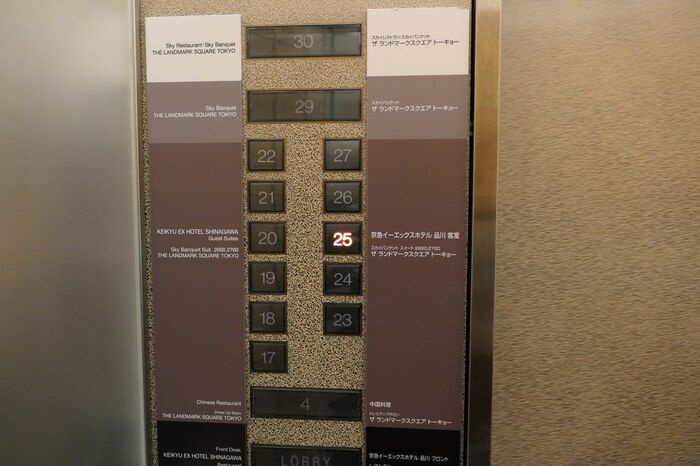 Sky Restaurant·Sky Banquet
THE LANDMARK SQUARE TOKYO
30
スカイレストラン・スカイバンケット
ザ ランドマークスクエア トーキョー
Sky Banquet
THE LANDMARK SQUARE TOKYO
29
スカイバンケット
ザ ランドマークスクエア トーキョー
22
27
21
26
KEIKYU EX HOTEL SHINAGAWA
Guest Suites
Sky Banquet Suit 2660,2760
THE LANDMARK SQUARE TOKYO
20
25
京急イーエックスホテル 品川 客室
スカイバンケット スイート 2660,2760
ザ ランドマークスクエア トーキョー
19
24
18
23
17
Chinese Restaurant
Dress Up Salon
THE LANDMARK SQUARE TOKYO
4
中国料理
ドレスアップサロン
ザ ランドマークスクエア トーキョー
Front Desk,
KEIKYU EX HOTEL SHINAGAWA
Restaurant
LOBBY
京急イーエックスホテル 品川 フロント
レストラン